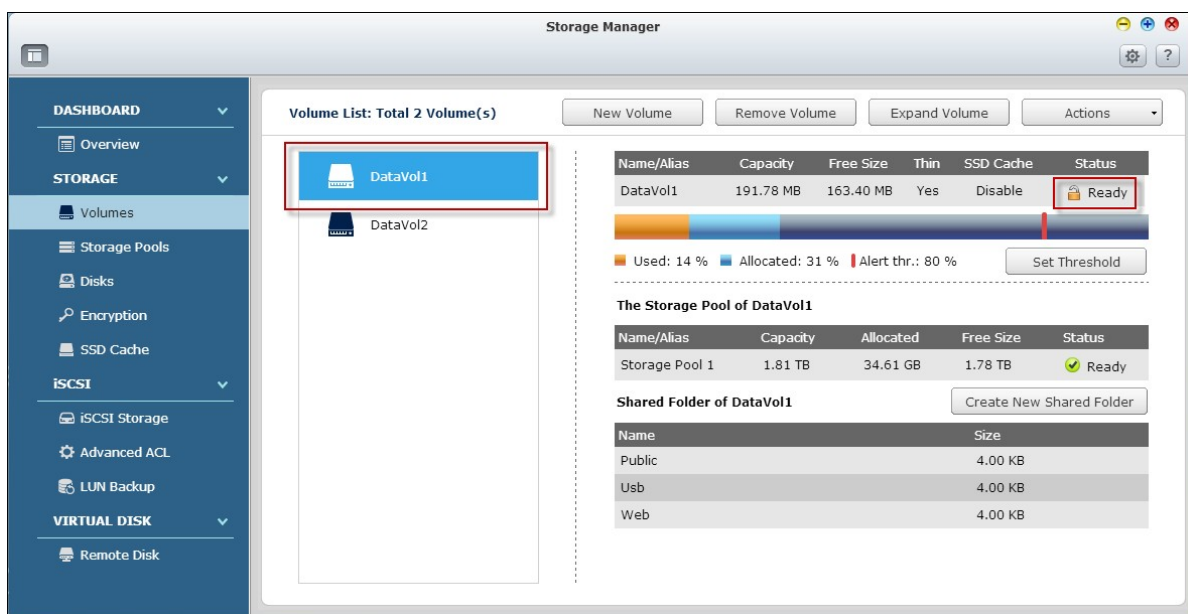 Storage Manager
?
DASHBOARD
Overview
STORAGE
Volumes
Storage Pools
Disks
Encryption
SSD Cache
iSCSI
iSCSI Storage
Advanced ACL
LUN Backup
VIRTUAL DISK
Remote Disk
Volume List: Total 2 Volume(s)
New Volume Remove Volume Expand Volume Actions
DataVol1
DataVol2
Name/Alias Capacity Free Size Thin SSD Cache Status
DataVol1 191.78 MB 163.40 MB Yes Disable Ready
Used: 14 % Allocated: 31 % Alert thr.: 80 % Set Threshold
The Storage Pool of DataVol1
Name/Alias Capacity Allocated Free Size Status
Storage Pool 1 1.81 TB 34.61 GB 1.78 TB Ready
Shared Folder of DataVol1 Create New Shared Folder
Name Size
Public 4.00 KB
Usb 4.00 KB
Web 4.00 KB